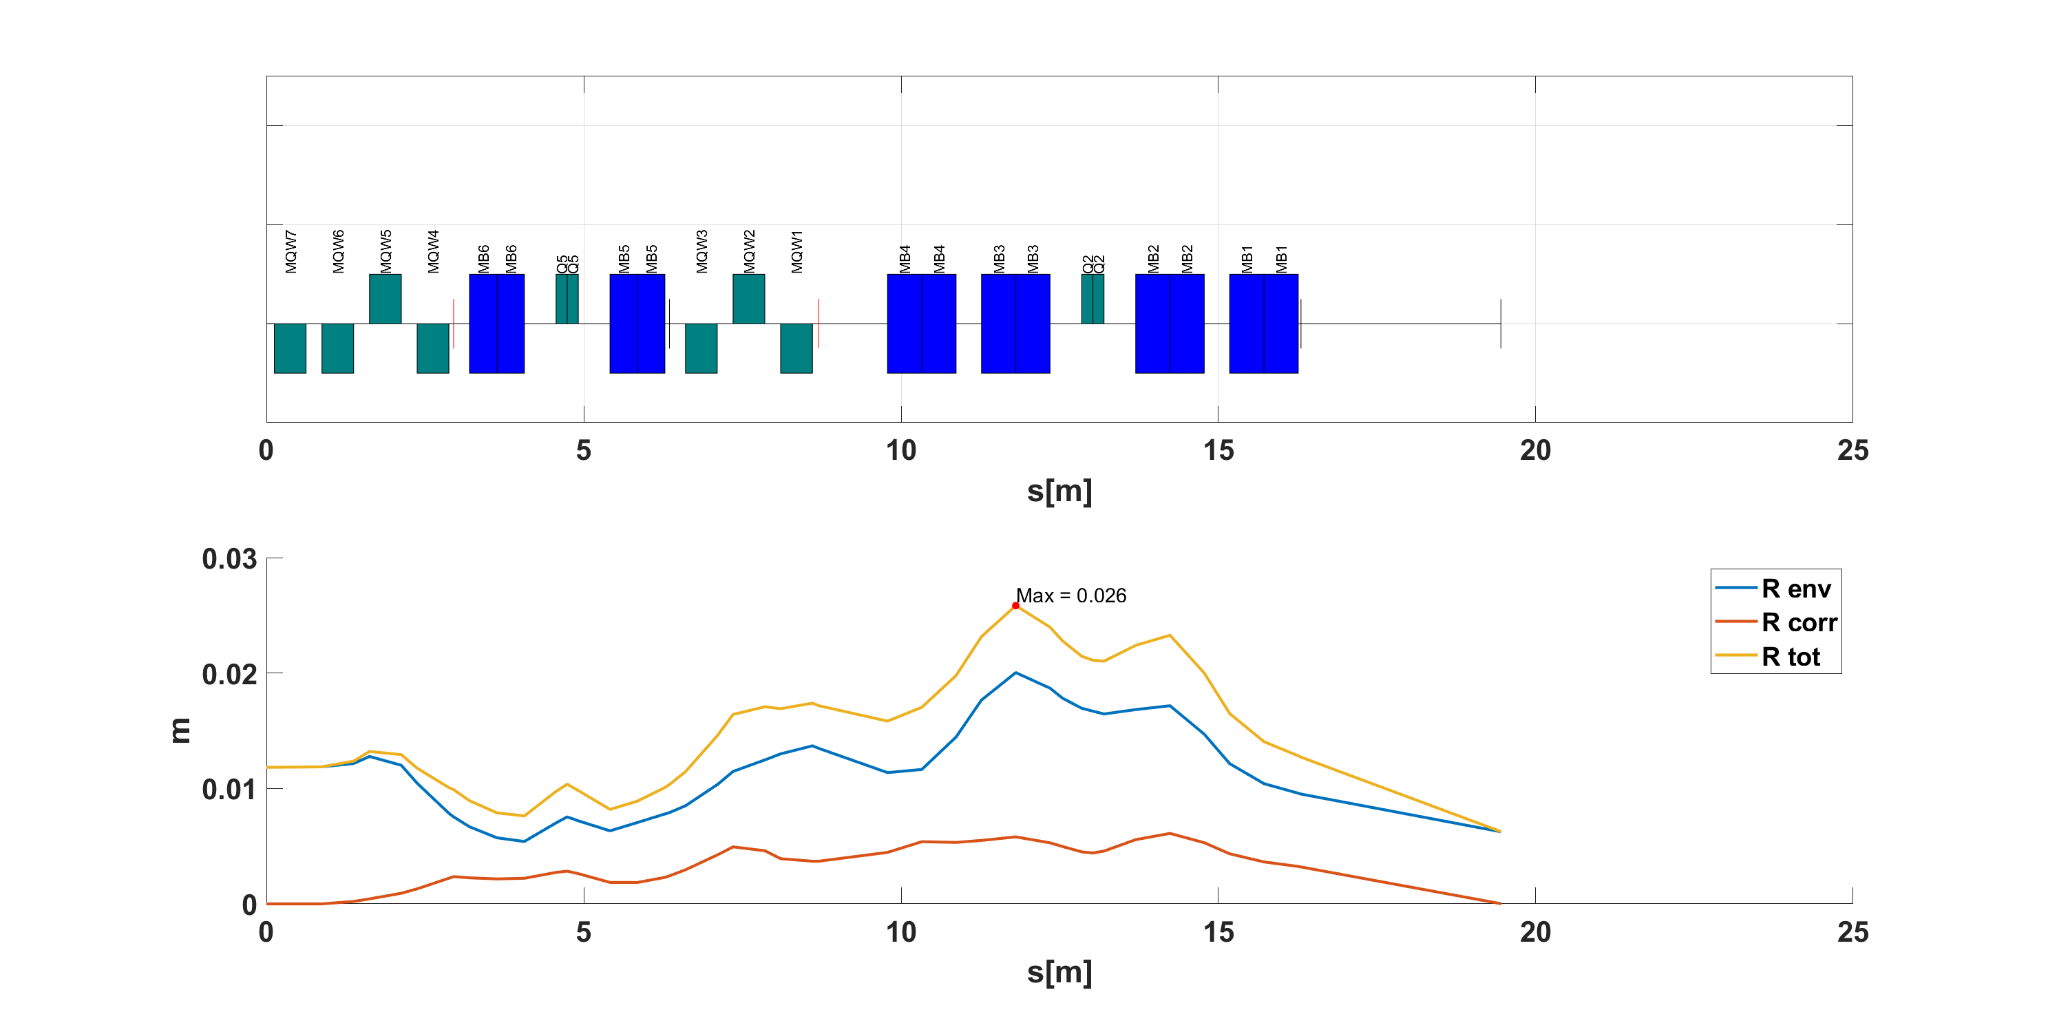 MQW7 MQW6 MQW5 MQW4 MB6 MB6 Q5 Q5 MB5 MB5 MQW3 MQW2 MQW1 MB4 MB4 MB3 MB3 Q2 Q2 MB2 MB2 MB1 MB1
0 5 10 15 20 25
s[m]
0.03
0.02
0.01
0
m
Max = 0.026
R env
R corr
R tot
0 5 10 15 20 25
s[m]